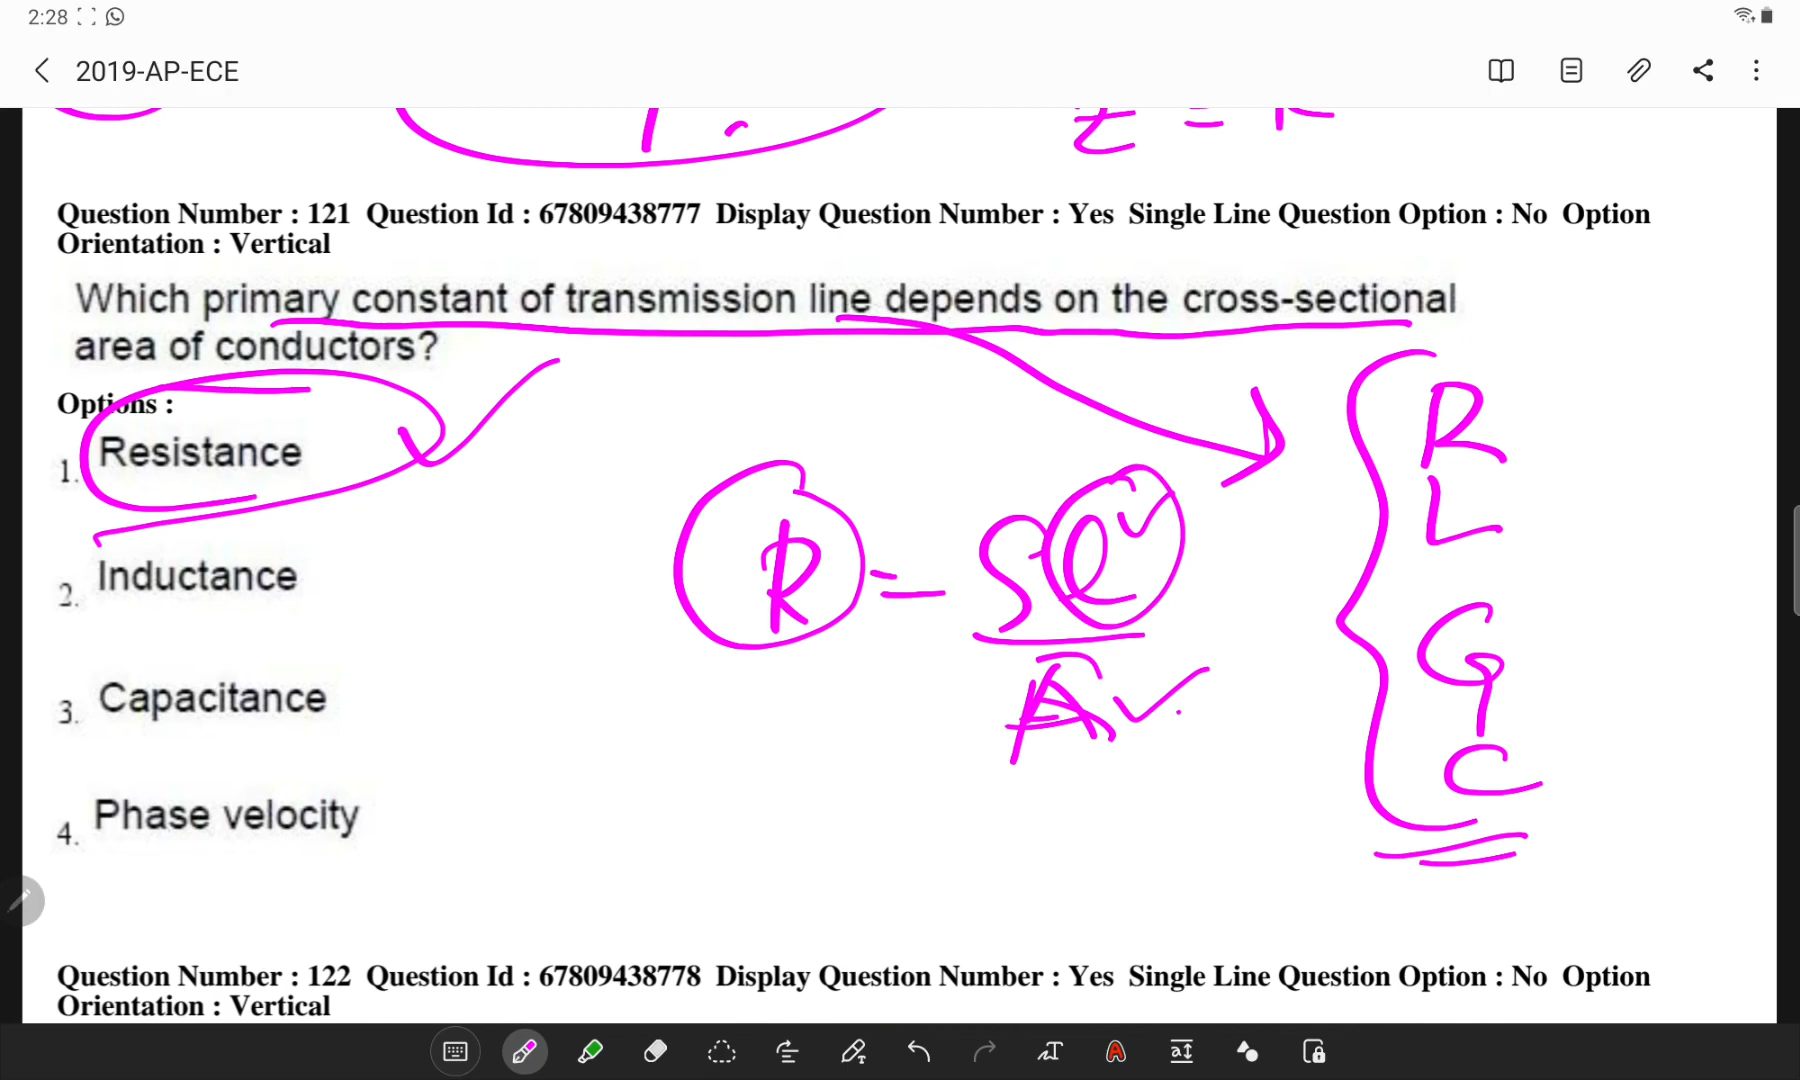 2:28
2019-AP-ECE
Question Number : 121 Question Id : 67809438777 Display Question Number : Yes Single Line Question Option : No Option
Orientation : Vertical
Which primary constant of transmission line depends on the cross-sectional
area of conductors?
Options :
1. Resistance
2. Inductance
3. Capacitance
4. Phase velocity
R = Sl
A
R
L
G
C
Question Number : 122 Question Id : 67809438778 Display Question Number : Yes Single Line Question Option : No Option
Orientation : Vertical